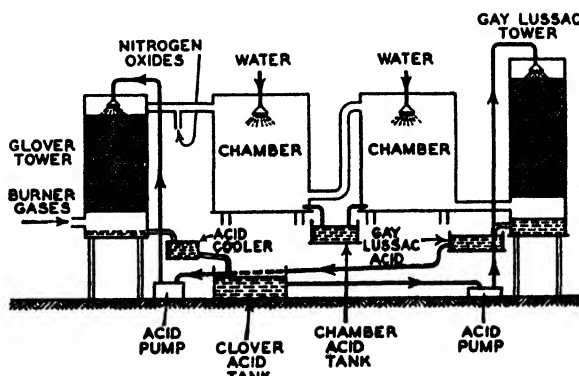 GAY LUSSAC
TOWER
NITROGEN
OXIDES
WATER
WATER
GLOVER
TOWER
CHAMBER
CHAMBER
BURNER
GASES
ACID
COOLER
GAY
LUSSAC
ACID
ACID
PUMP
CLOVER
ACID
TANK
CHAMBER
ACID
TANK
ACID
PUMP